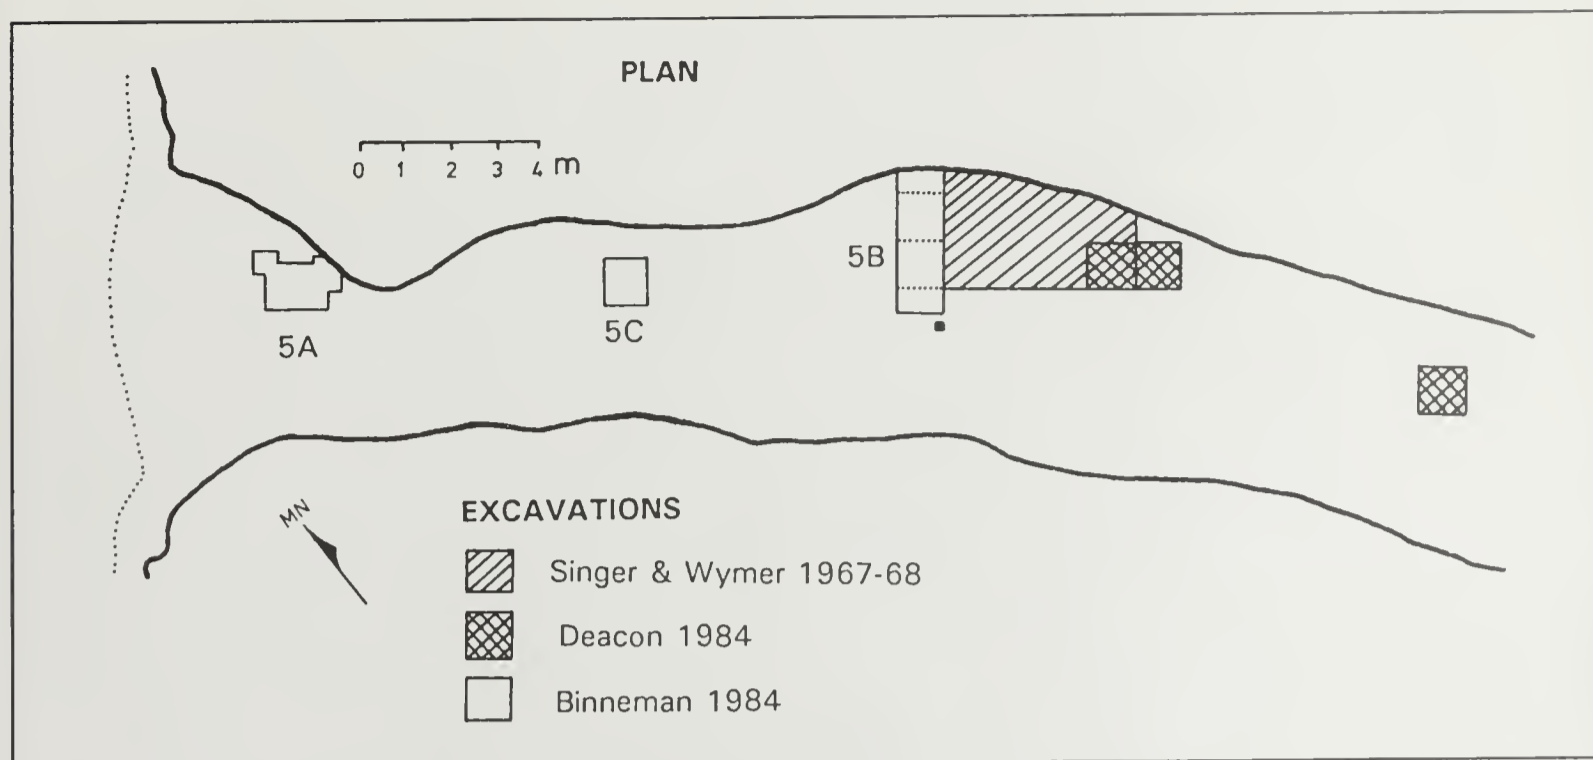 PLAN
0 1 2 3 4 m
5B
5A
5C
MN
EXCAVATIONS
Singer & Wymer 1967-68
Deacon 1984
Binneman 1984